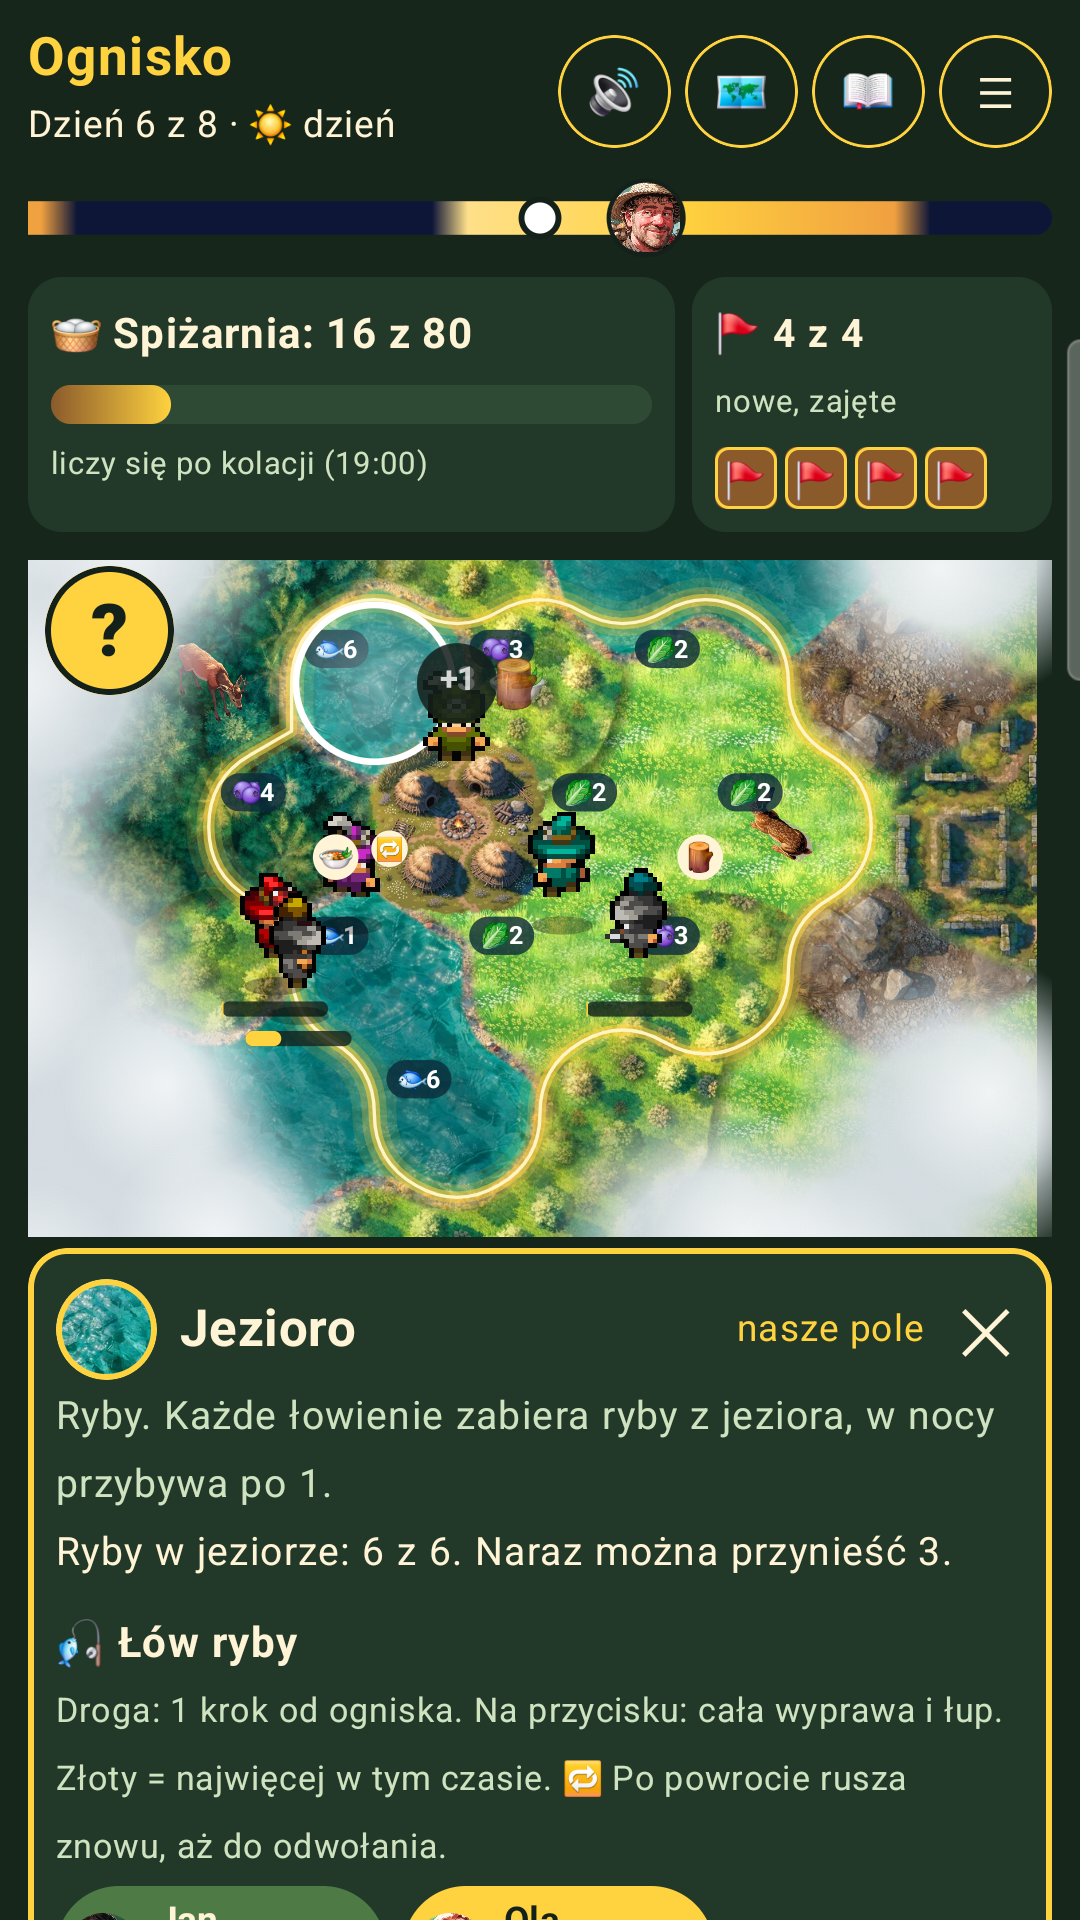 Ognisko
Dzień 6 z 8 · ☀️ dzień
🧺 Spiżarnia: 16 z 80
liczy się po kolacji (19:00)
🚩 4 z 4
nowe, zajęte
?
🐟6
+1
🫐3
🥬2
🫐4
🥬2
🥬2
🐟1
🥬2
🫐3
🐟6
Jezioro
nasze pole
Ryby. Każde łowienie zabiera ryby z jeziora, w nocy
przybywa po 1.
Ryby w jeziorze: 6 z 6. Naraz można przynieść 3.
🎣 Łów ryby
Droga: 1 krok od ogniska. Na przycisku: cała wyprawa i łup.
Złoty = najwięcej w tym czasie. 🔁 Po powrocie rusza
znowu, aż do odwołania.
Jan
Ola